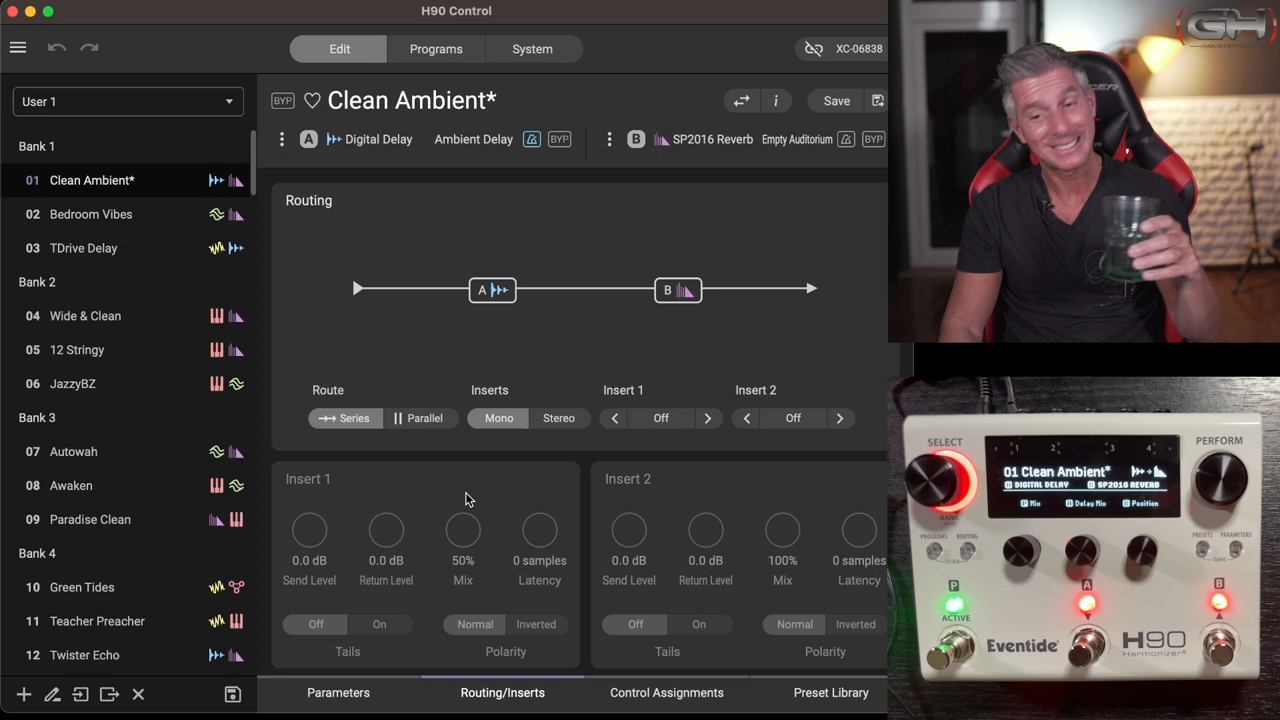 H90 Control
Edit Programs System XC-06838
User 1
BYP Clean Ambient* i Save
A Digital Delay Ambient Delay BYP B SP2016 Reverb Empty Auditorium BYP
Bank 1
01 Clean Ambient*
02 Bedroom Vibes
03 TDrive Delay
Bank 2
04 Wide & Clean
05 12 Stringy
06 JazzyBZ
Bank 3
07 Autowah
08 Awaken
09 Paradise Clean
Bank 4
10 Green Tides
11 Teacher Preacher
12 Twister Echo
Routing
A B
Route Inserts Insert 1 Insert 2
Series Parallel Mono Stereo Off Off
Insert 1
0.0 dB 0.0 dB 50% 0 samples
Send Level Return Level Mix Latency
Off On Normal Inverted
Tails Polarity
Insert 2
0.0 dB 0.0 dB 100% 0 samples
Send Level Return Level Mix Latency
Off On Normal Inverted
Tails Polarity
Parameters Routing/Inserts Control Assignments Preset Library
GH
SELECT PERFORM
1 2 3 4
01 Clean Ambient*
DIGITAL DELAY SP2016 REVERB
P Mix Delay Mix Position
BANK
PROGRAMS ROUTING PRESETS PARAMETERS
SYSTEM TEMPO
P A B
ACTIVE
Eventide H90
Harmonizer®